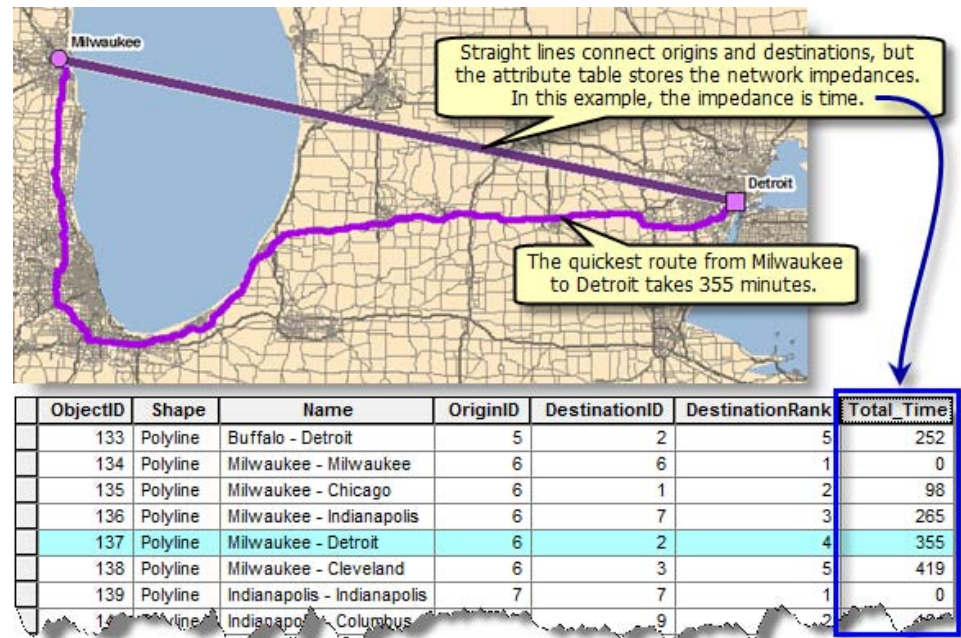 Milwaukee
Straight lines connect origins and destinations, but
the attribute table stores the network impedances.
In this example, the impedance is time.
Detroit
The quickest route from Milwaukee
to Detroit takes 355 minutes.
ObjectID Shape Name OriginID DestinationID DestinationRank Total_Time
133 Polyline Buffalo - Detroit 5 2 5 252
134 Polyline Milwaukee - Milwaukee 6 6 1 0
135 Polyline Milwaukee - Chicago 6 1 2 98
136 Polyline Milwaukee - Indianapolis 6 7 3 265
137 Polyline Milwaukee - Detroit 6 2 4 355
138 Polyline Milwaukee - Cleveland 6 3 5 419
139 Polyline Indianapolis - Indianapolis 7 7 1 0
Columbus 9 2